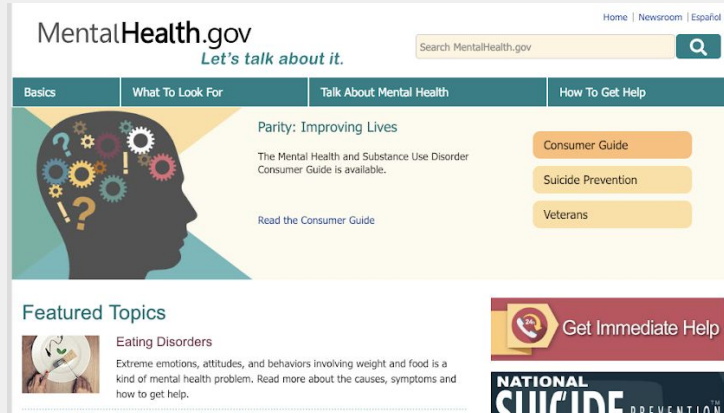 Home | Newsroom | Español
MentalHealth.gov
Let's talk about it.
Search MentalHealth.gov
Basics
What To Look For
Talk About Mental Health
How To Get Help
Parity: Improving Lives
The Mental Health and Substance Use Disorder
Consumer Guide is available.
Read the Consumer Guide
Consumer Guide
Suicide Prevention
Veterans
Featured Topics
Eating Disorders
Extreme emotions, attitudes, and behaviors involving weight and food is a
kind of mental health problem. Read more about the causes, symptoms and
how to get help.
24h
Get Immediate Help
NATIONAL
SUICIDE PREVENTION